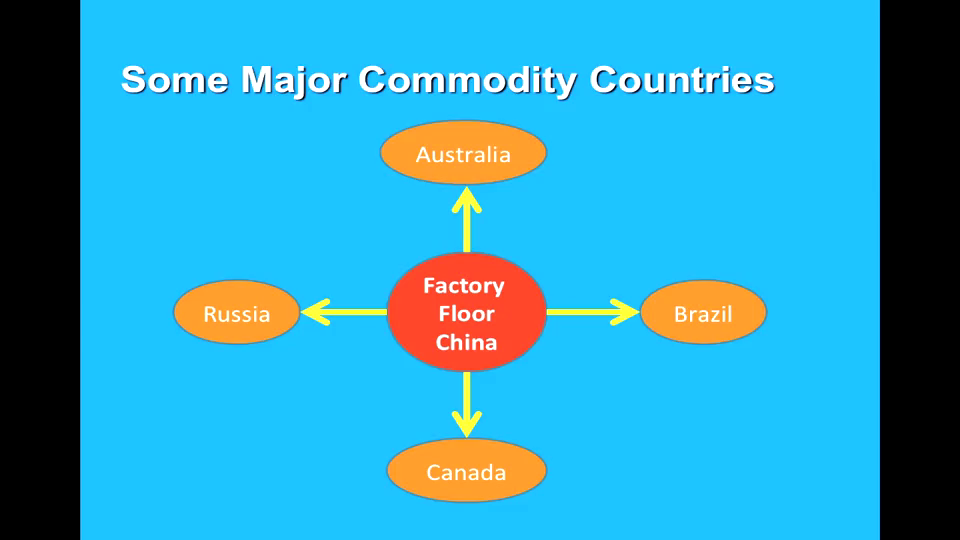 Some Major Commodity Countries
Australia
Russia
Factory
Floor
China
Brazil
Canada